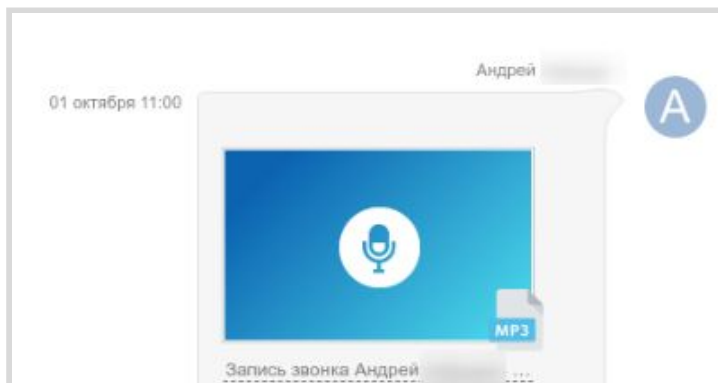 Андрей
01 октября 11:00
A
MP3
Запись звонка Андрей ...